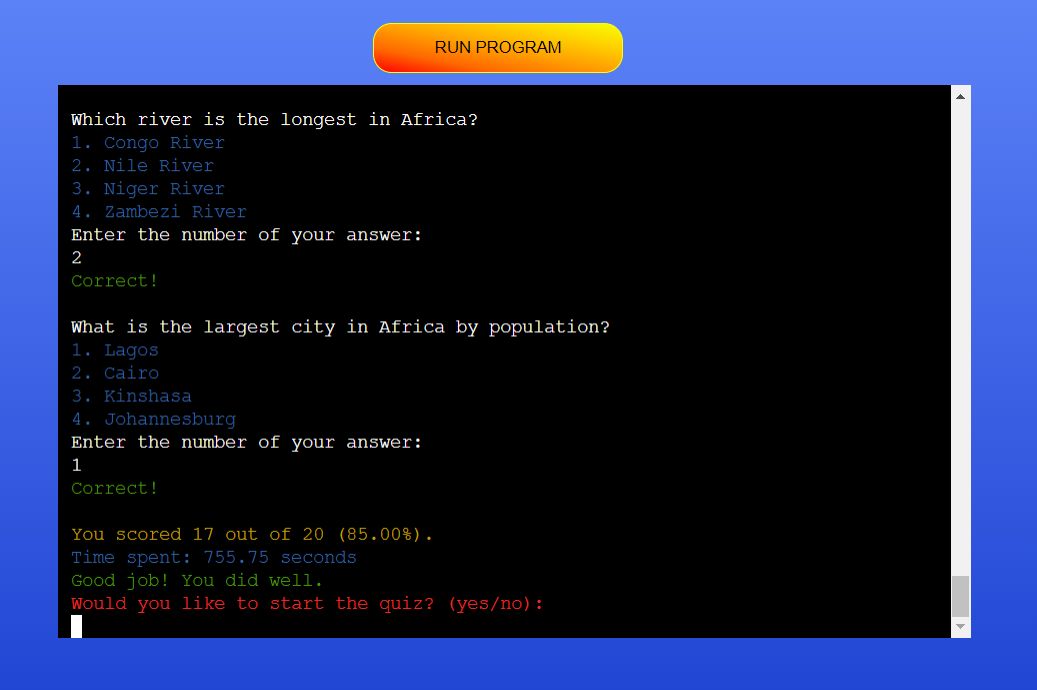 RUN PROGRAM
Which river is the longest in Africa?
1. Congo River
2. Nile River
3. Niger River
4. Zambezi River
Enter the number of your answer:
2
Correct!
What is the largest city in Africa by population?
1. Lagos
2. Cairo
3. Kinshasa
4. Johannesburg
Enter the number of your answer:
1
Correct!
You scored 17 out of 20 (85.00%).
Time spent: 755.75 seconds
Good job! You did well.
Would you like to start the quiz? (yes/no):